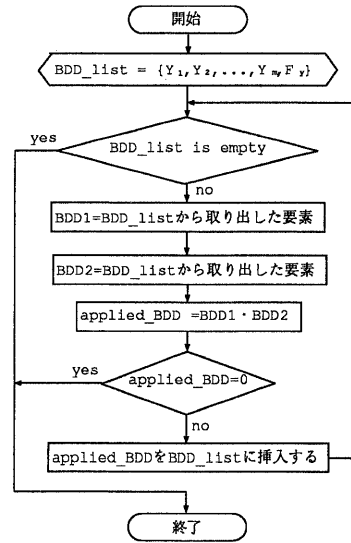 開始
BDD_list = {Y₁,Y₂,...,Yₘ,Fᵧ}
yes
BDD_list is empty
no
BDD1=BDD_listから取り出した要素
BDD2=BDD_listから取り出した要素
applied_BDD =BDD1・BDD2
yes
applied_BDD=0
no
applied_BDDをBDD_listに挿入する
終了